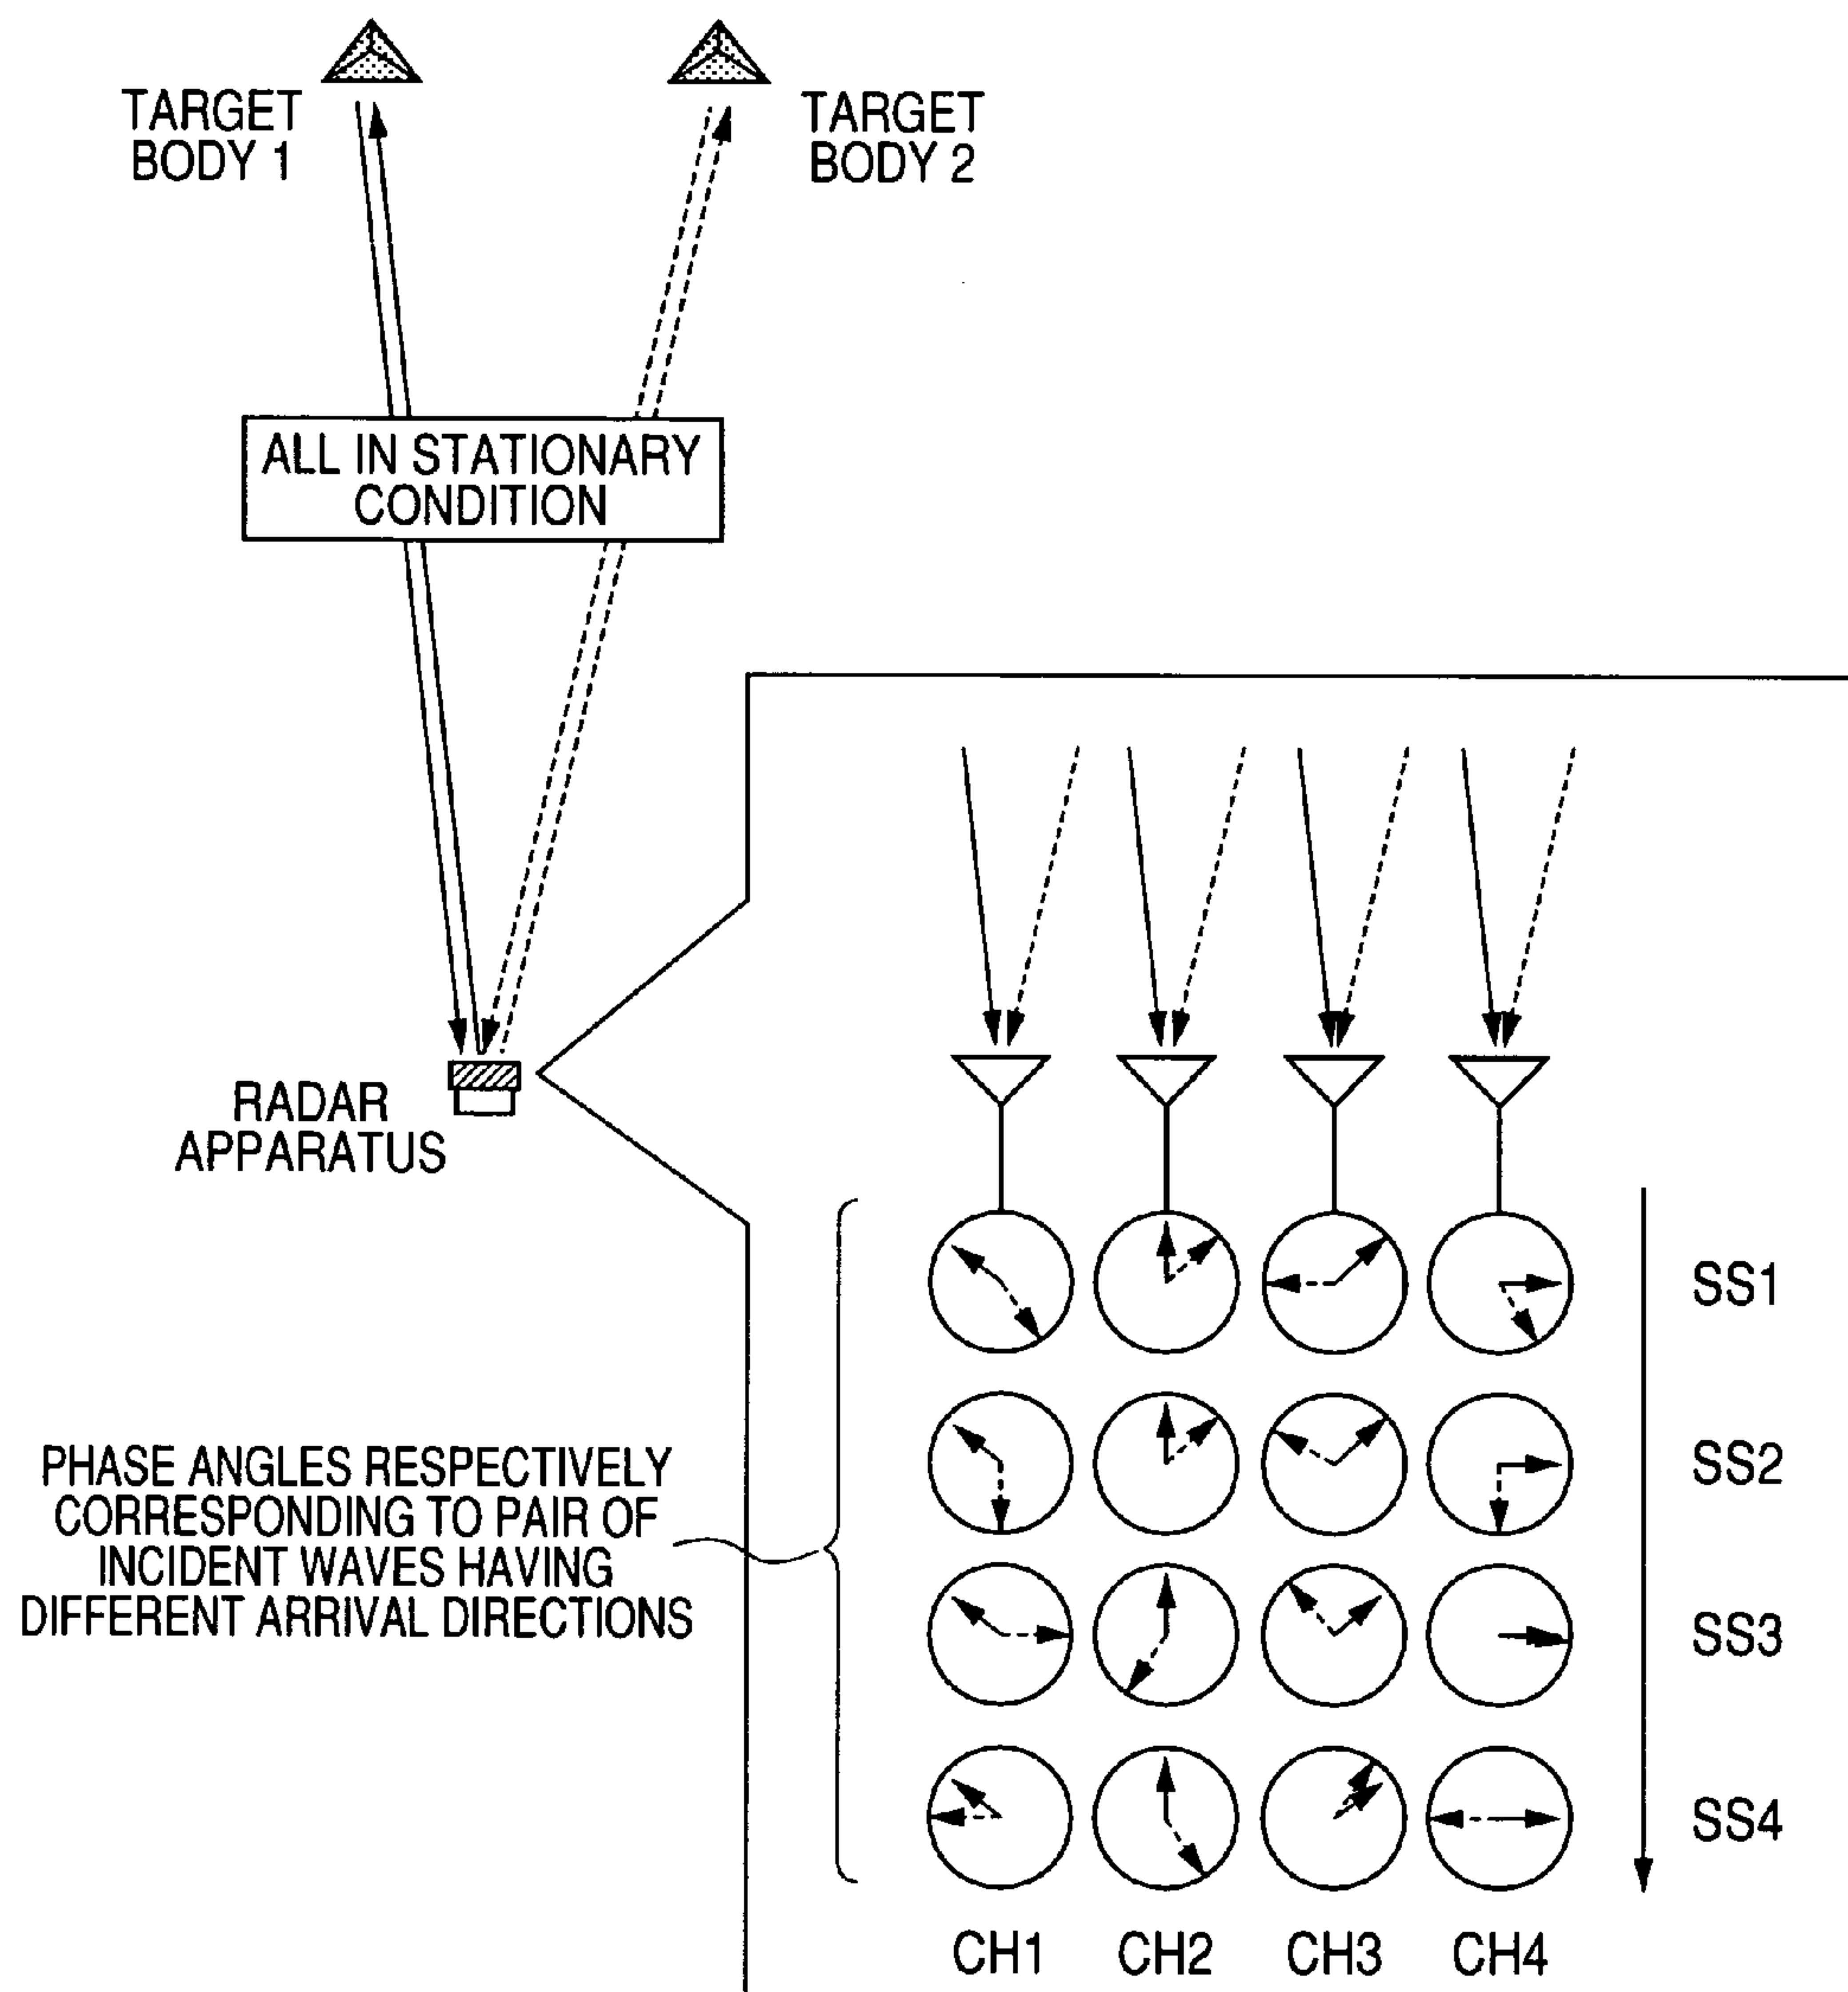 TARGET
BODY 1
TARGET
BODY 2
ALL IN STATIONARY
CONDITION
RADAR
APPARATUS
SS1
PHASE ANGLES RESPECTIVELY
CORRESPONDING TO PAIR OF
INCIDENT WAVES HAVING
DIFFERENT ARRIVAL DIRECTIONS
SS2
SS3
SS4
CH1 CH2 CH3 CH4